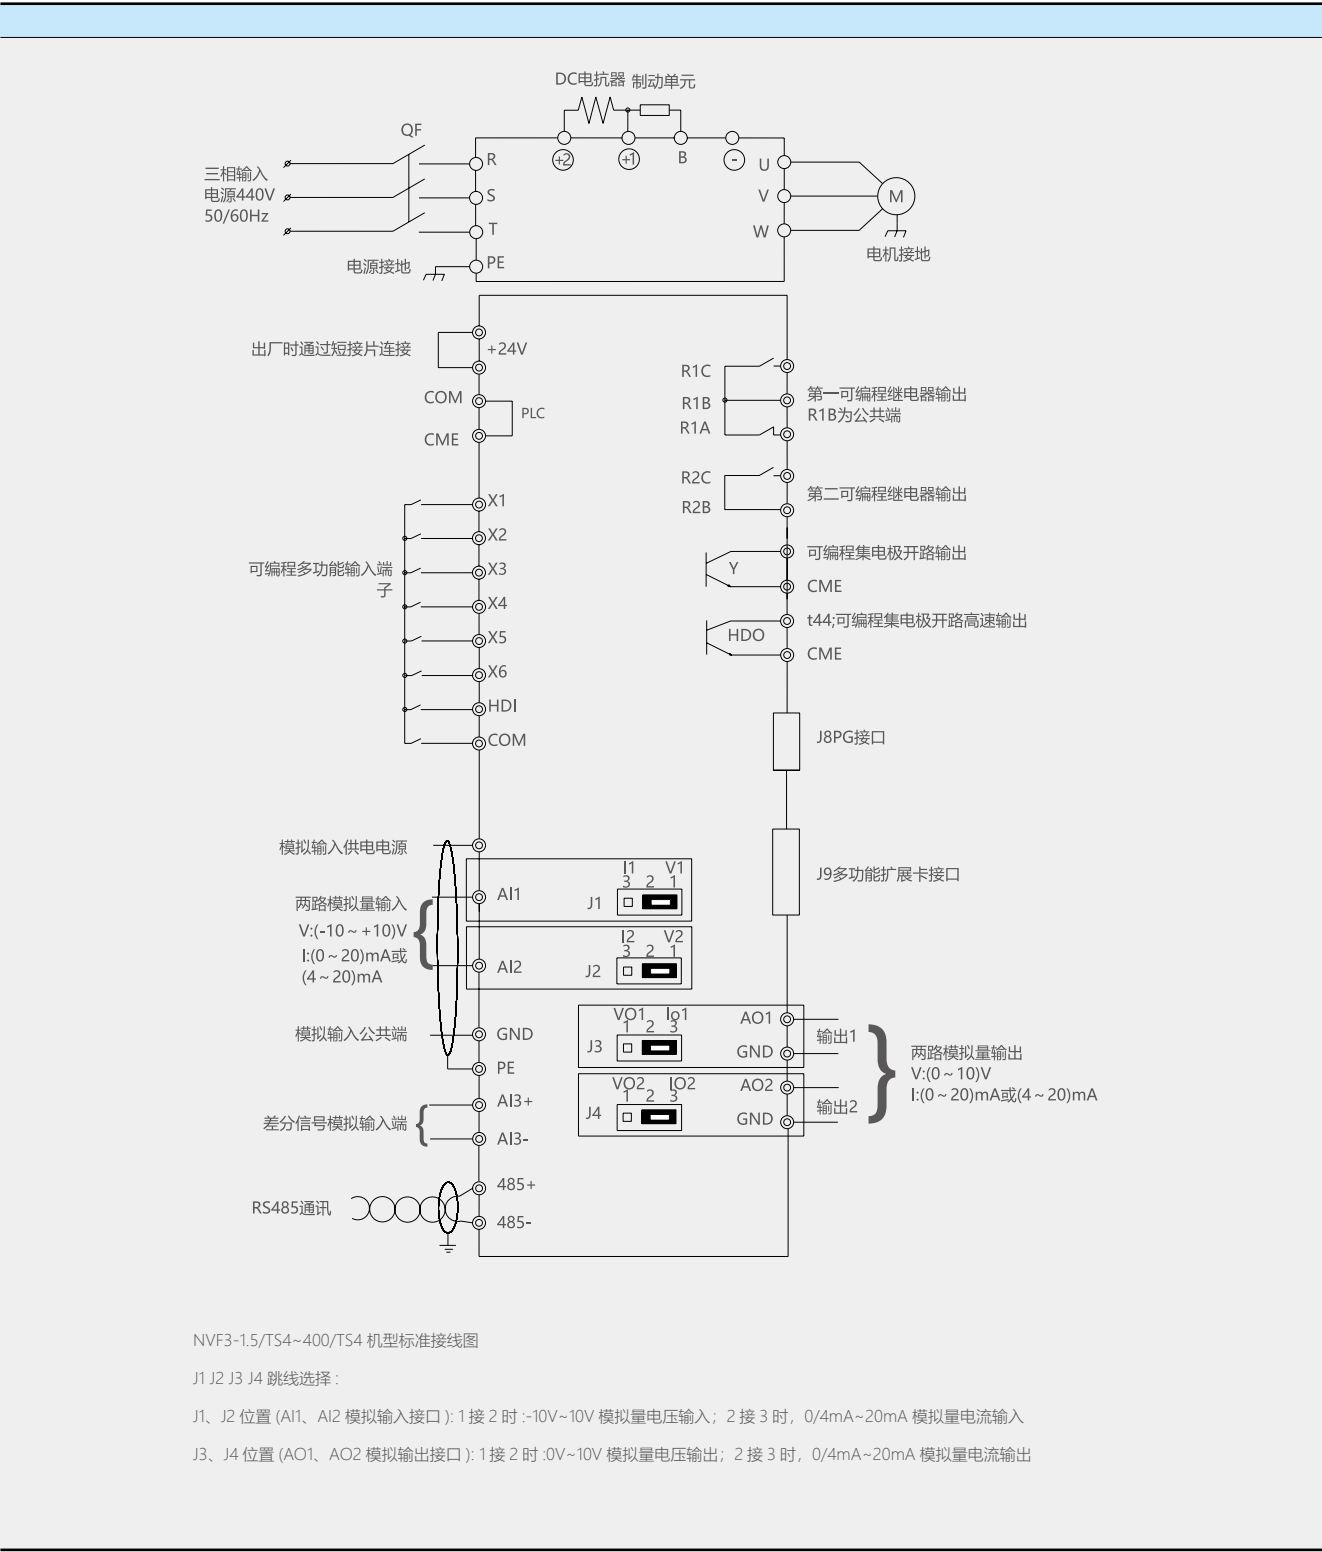 DC电抗器 制动单元
QF
三相输入
电源440V
50/60Hz
R
S
T
PE
+2
+1
B
-
U
V
W
M
电源接地
电机接地
出厂时通过短接片连接
+24V
COM
CME
PLC
R1C
R1B
R1A
第一可编程继电器输出
R1B为公共端
R2C
R2B
第二可编程继电器输出
可编程多功能输入端
子
X1
X2
X3
X4
X5
X6
HDI
COM
Y
可编程集电极开路输出
CME
HDO
t44;可编程集电极开路高速输出
CME
J8PG接口
J9多功能扩展卡接口
模拟输入供电电源
两路模拟量输入
V:(-10～+10)V
I:(0～20)mA或
(4～20)mA
AI1
J1
I1 V1
3 2 1
AI2
J2
I2 V2
3 2 1
模拟输入公共端
GND
PE
差分信号模拟输入端
AI3+
AI3-
RS485通讯
485+
485-
VO1 Io1
1 2 3
J3
AO1
GND
输出1
VO2 IO2
1 2 3
J4
AO2
GND
输出2
两路模拟量输出
V:(0～10)V
I:(0～20)mA或(4～20)mA
NVF3-1.5/TS4~400/TS4 机型标准接线图
J1 J2 J3 J4 跳线选择 :
J1、J2 位置 (AI1、AI2 模拟输入接口 ): 1 接 2 时 :-10V~10V 模拟量电压输入；2 接 3 时，0/4mA~20mA 模拟量电流输入
J3、J4 位置 (AO1、AO2 模拟输出接口 ): 1 接 2 时 :0V~10V 模拟量电压输出；2 接 3 时，0/4mA~20mA 模拟量电流输出